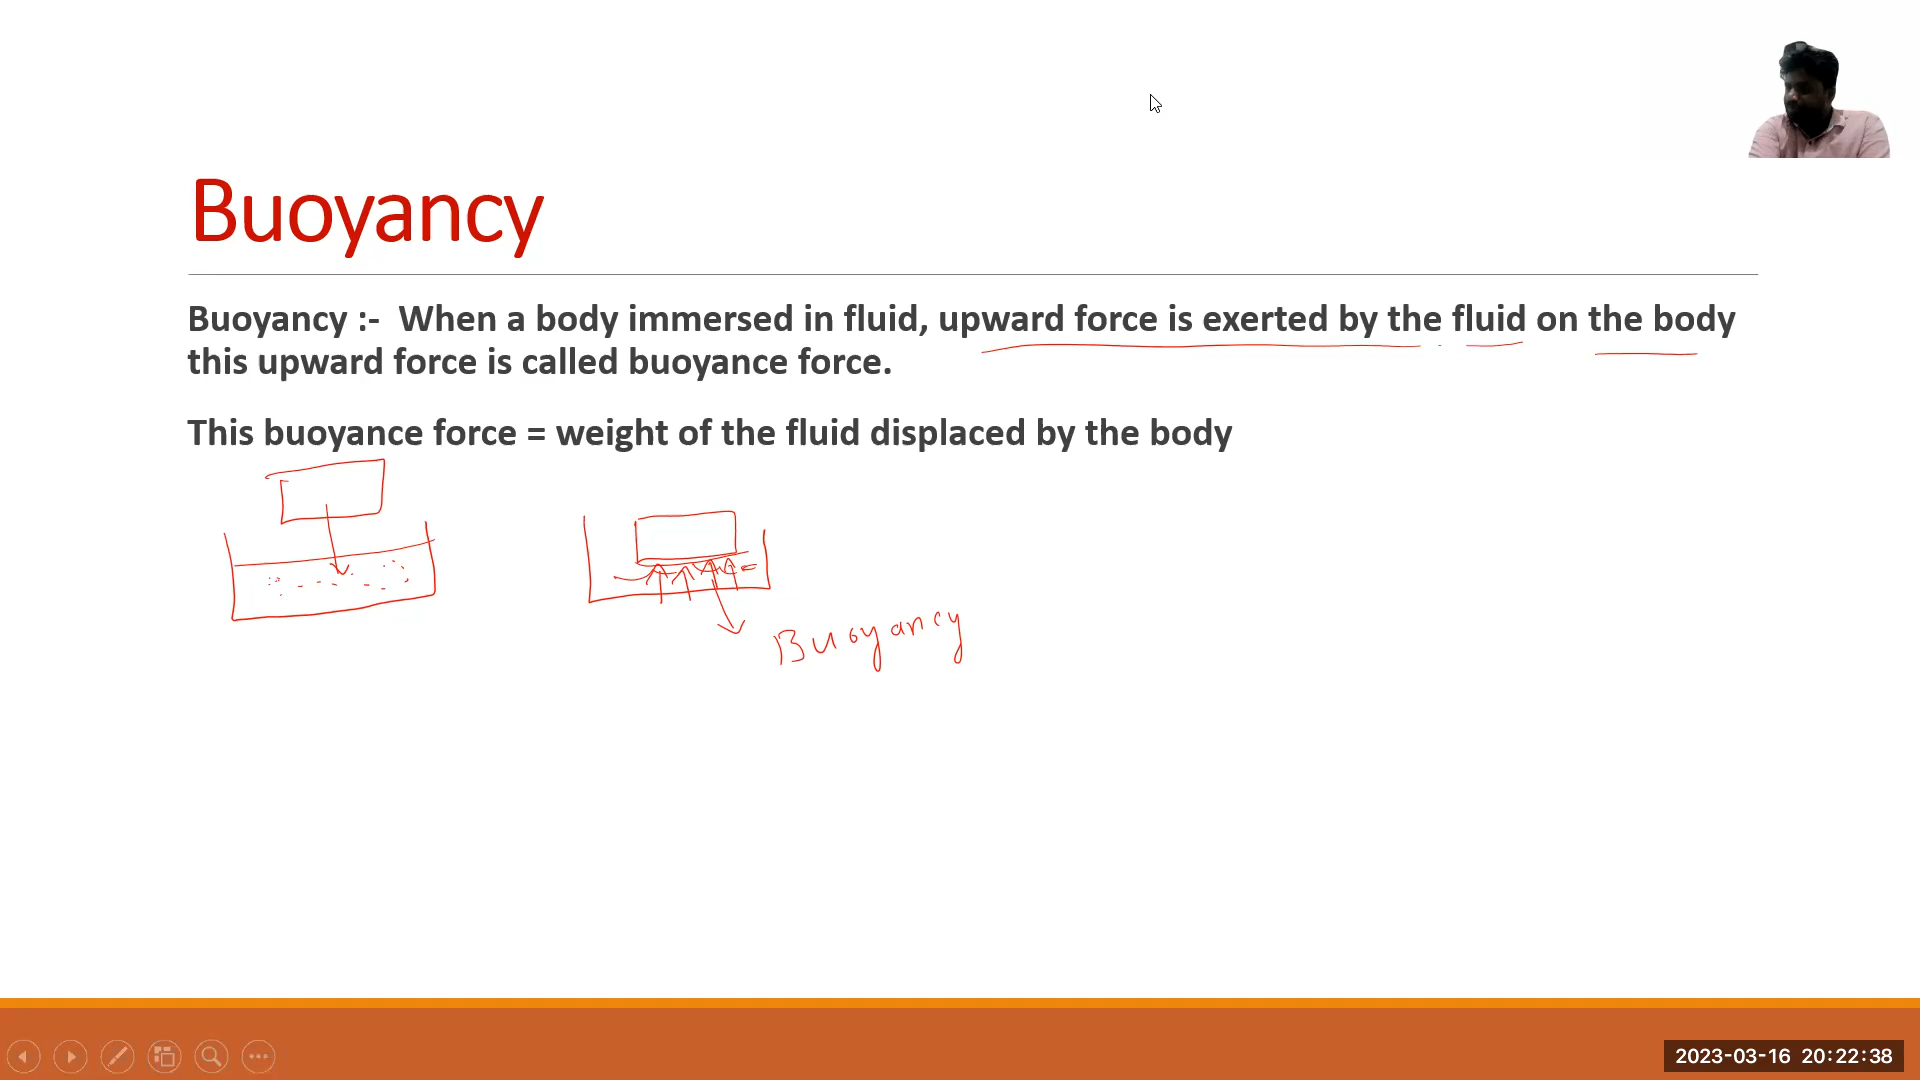 Buoyancy
Buoyancy :- When a body immersed in fluid, upward force is exerted by the fluid on the body
this upward force is called buoyance force.
This buoyance force = weight of the fluid displaced by the body
Buoyancy
2023-03-16 20:22:38